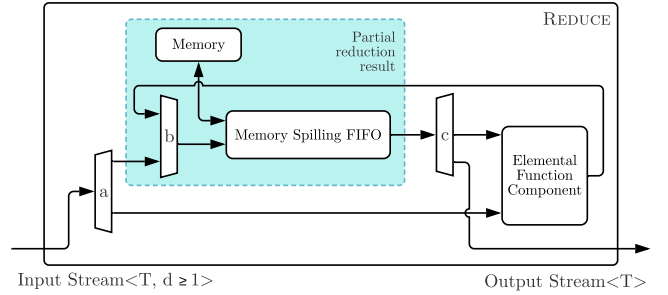 REDUCE
Memory
Partial
reduction
result
b
Memory Spilling FIFO
c
Elemental
Function
Component
a
Input Stream<T, d ≥ 1>
Output Stream<T>